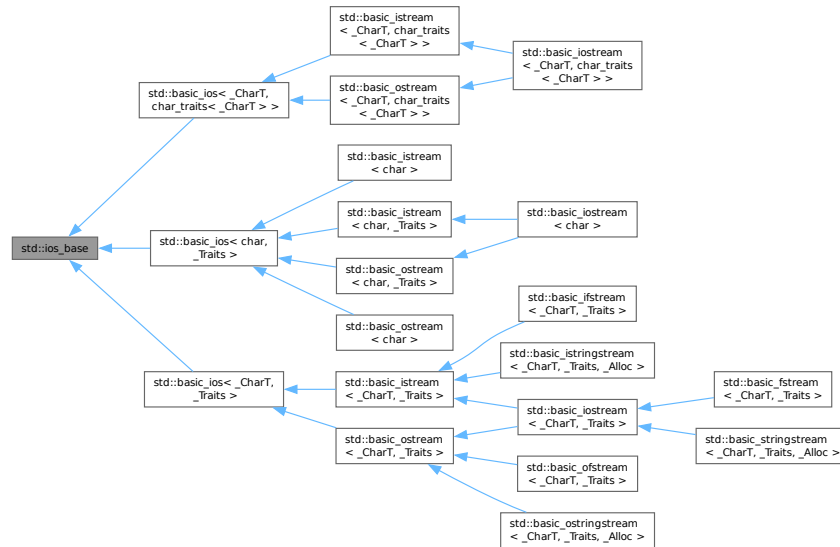 std::basic_istream
< _CharT, char_traits
< _CharT > >
std::basic_iostream
< _CharT, char_traits
< _CharT > >
std::basic_ios< _CharT,
char_traits< _CharT > >
std::basic_ostream
< _CharT, char_traits
< _CharT > >
std::basic_istream
< char >
std::basic_istream
< char, _Traits >
std::basic_iostream
< char >
std::ios_base
std::basic_ios< char,
_Traits >
std::basic_ostream
< char, _Traits >
std::basic_ostream
< char >
std::basic_ifstream
< _CharT, _Traits >
std::basic_istringstream
< _CharT, _Traits, _Alloc >
std::basic_ios< _CharT,
_Traits >
std::basic_istream
< _CharT, _Traits >
std::basic_fstream
< _CharT, _Traits >
std::basic_iostream
< _CharT, _Traits >
std::basic_ostream
< _CharT, _Traits >
std::basic_stringstream
< _CharT, _Traits, _Alloc >
std::basic_ofstream
< _CharT, _Traits >
std::basic_ostringstream
< _CharT, _Traits, _Alloc >